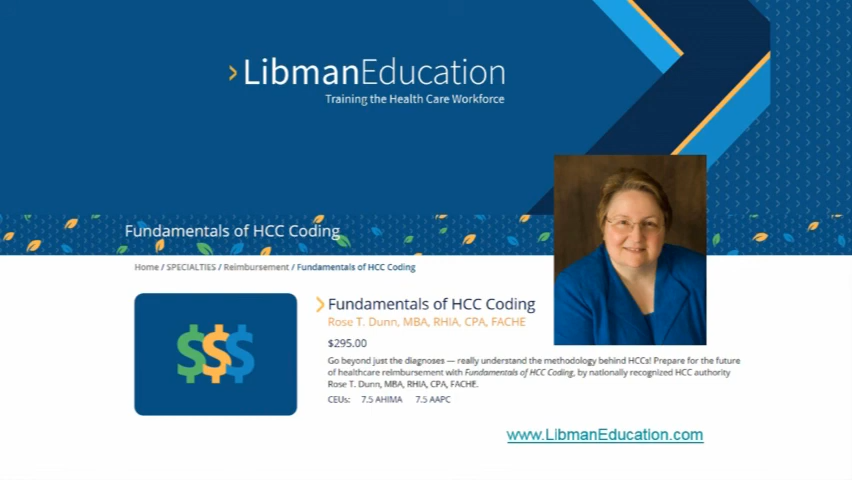 LibmanEducation
Training the Health Care Workforce
Fundamentals of HCC Coding
Home / SPECIALTIES / Reimbursement / Fundamentals of HCC Coding
Fundamentals of HCC Coding
Rose T. Dunn, MBA, RHIA, CPA, FACHE
$295.00
Go beyond just the diagnoses — really understand the methodology behind HCCs! Prepare for the future
of healthcare reimbursement with Fundamentals of HCC Coding, by nationally recognized HCC authority
Rose T. Dunn, MBA, RHIA, CPA, FACHE.
CEUs: 7.5 AHIMA 7.5 AAPC
$$$
www.LibmanEducation.com